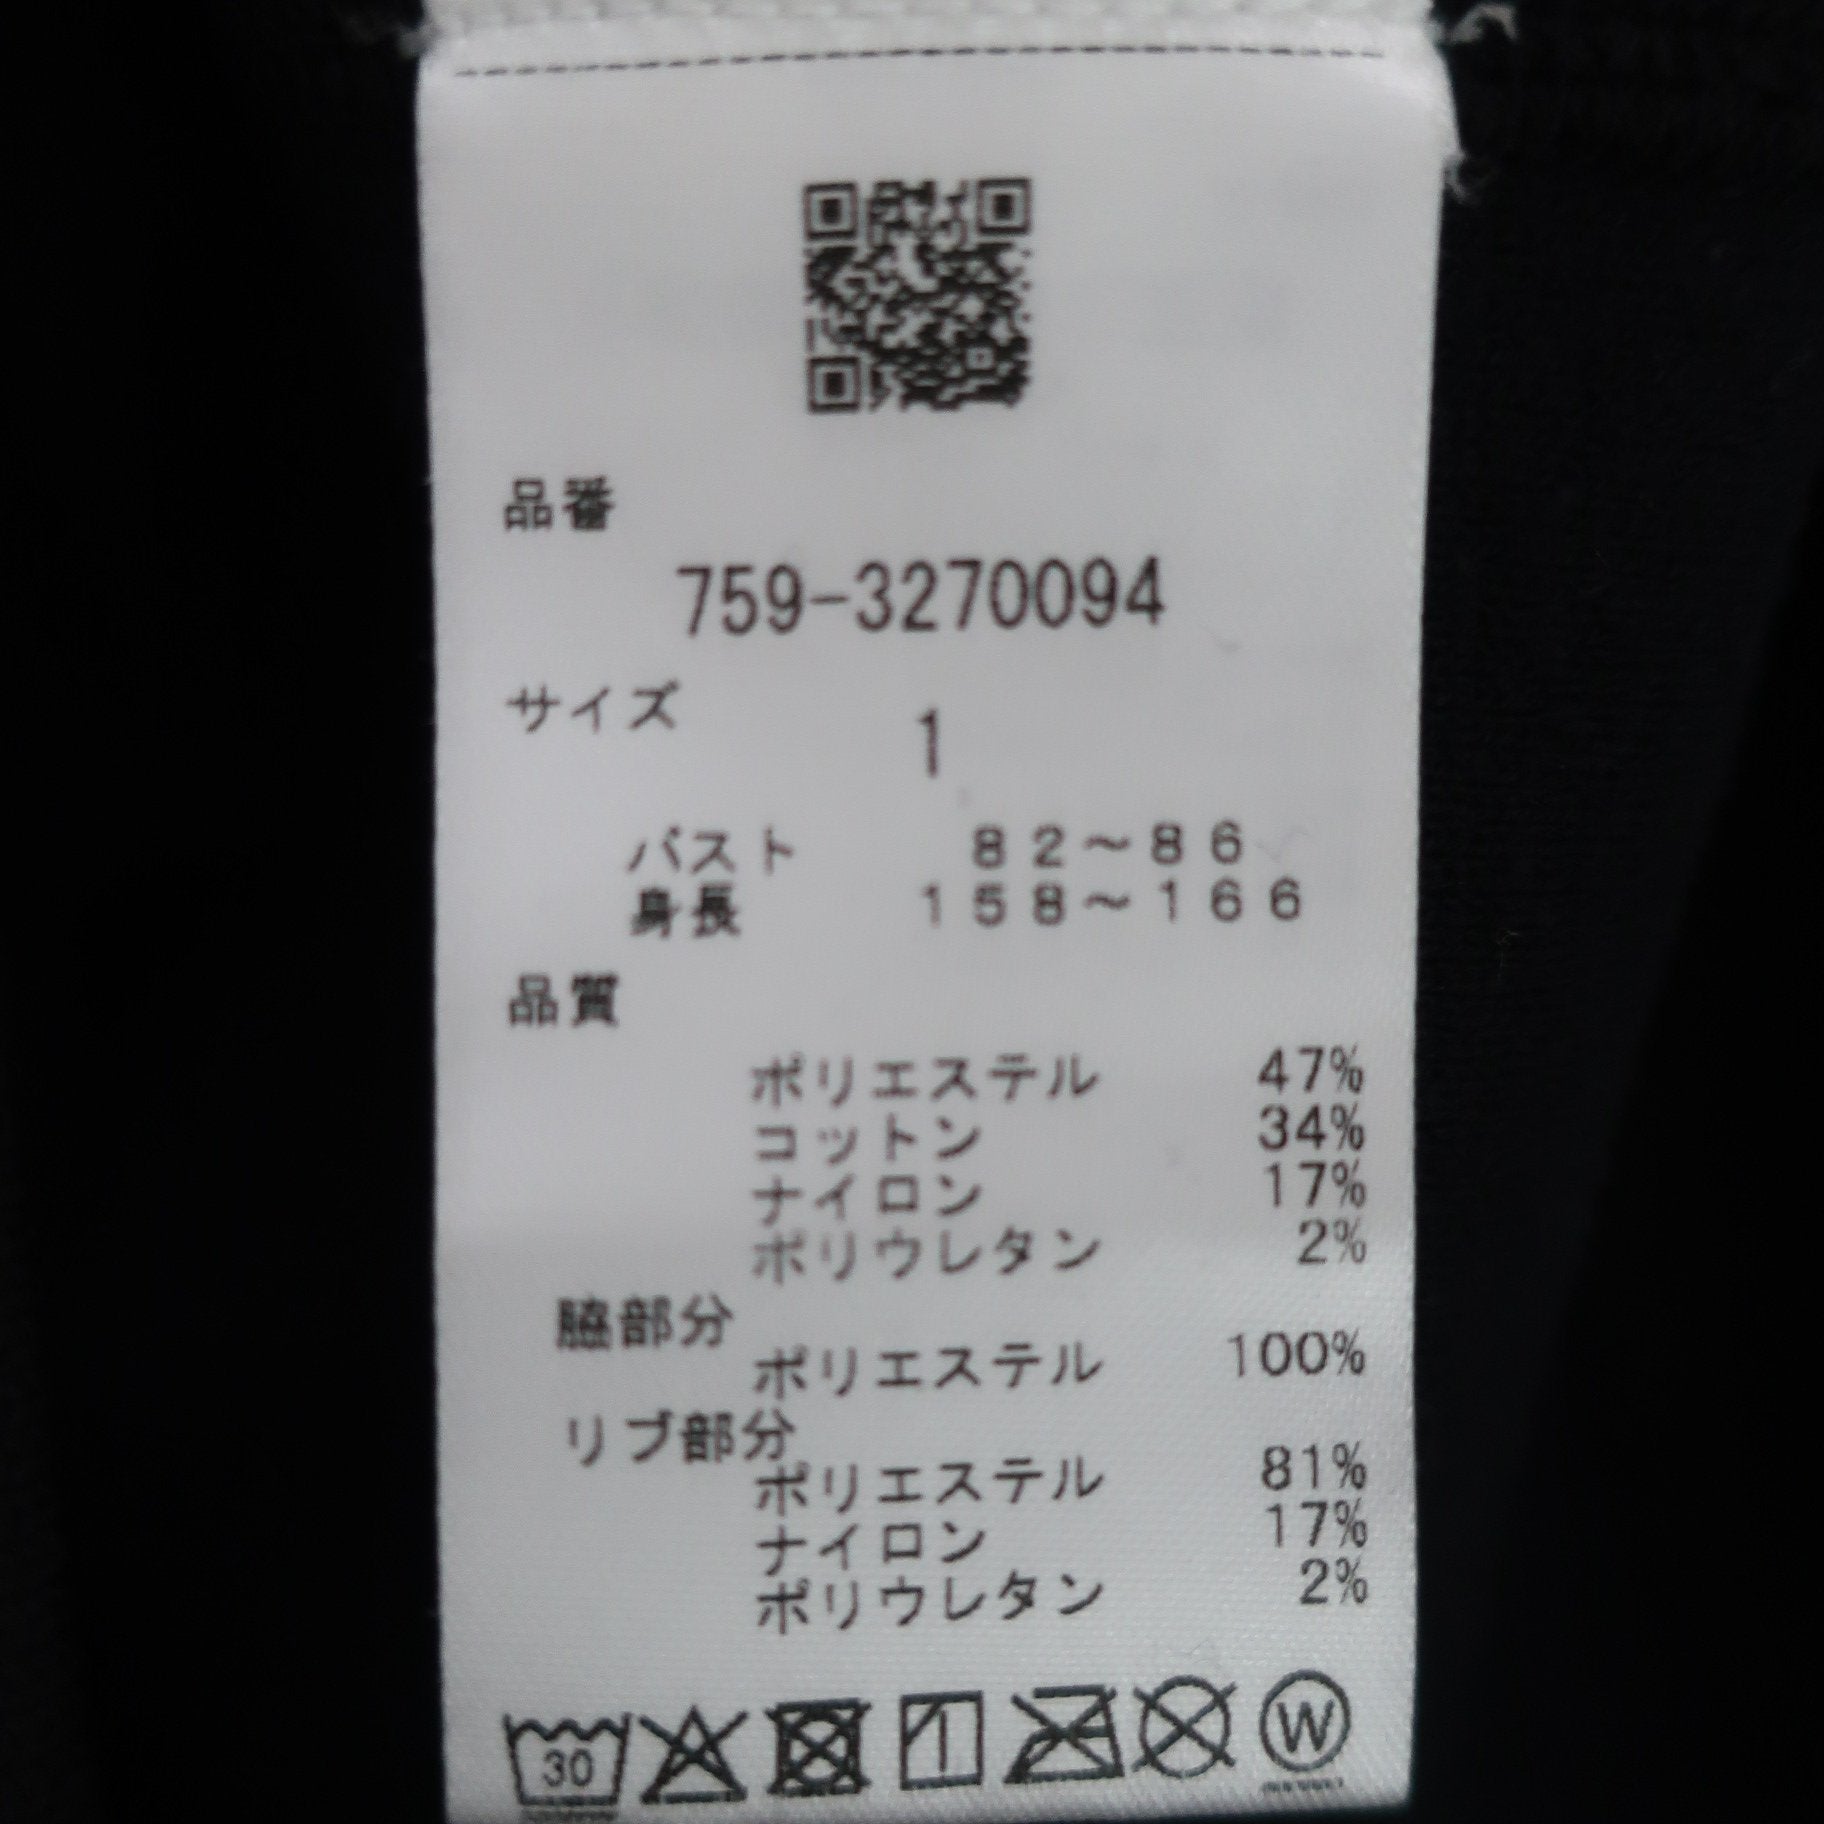 品番
759-3270094
サイズ 1
バスト 82〜86
身長 158〜166
品質
ポリエステル 47%
コットン 34%
ナイロン 17%
ポリウレタン 2%
脇部分
ポリエステル 100%
リブ部分
ポリエステル 81%
ナイロン 17%
ポリウレタン 2%
30 W